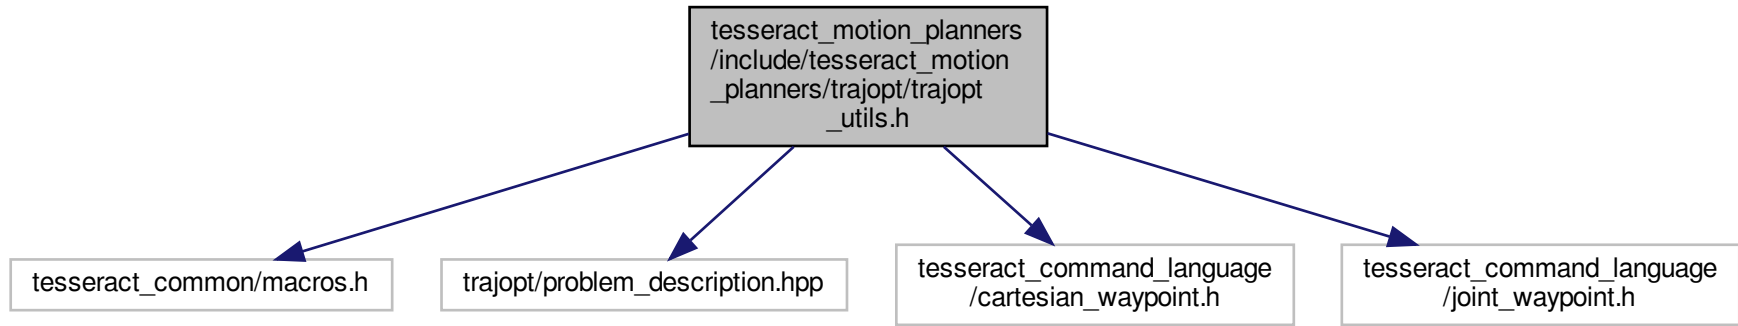 tesseract_motion_planners
/include/tesseract_motion
_planners/trajopt/trajopt
_utils.h
tesseract_common/macros.h
trajopt/problem_description.hpp
tesseract_command_language
/cartesian_waypoint.h
tesseract_command_language
/joint_waypoint.h